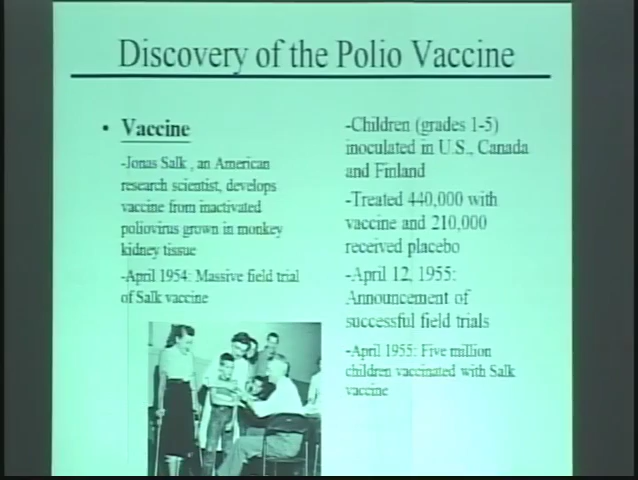 Discovery of the Polio Vaccine
• Vaccine
-Jonas Salk , an American
research scientist, develops
vaccine from inactivated
poliovirus grown in monkey
kidney tissue
-April 1954: Massive field trial
of Salk vaccine
-Children (grades 1-5)
inoculated in U.S., Canada
and Finland
-Treated 440,000 with
vaccine and 210,000
received placebo
-April 12, 1955:
Announcement of
successful field trials
-April 1955: Five million
children vaccinated with Salk
vaccine